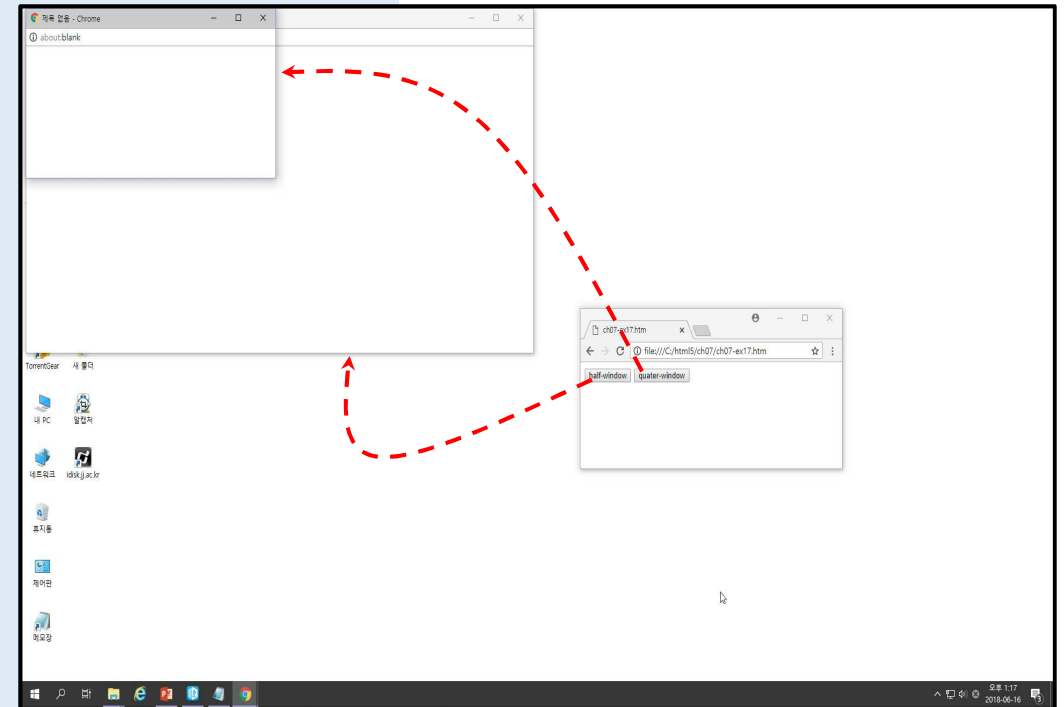 제목 없음 - Chrome
about:blank
ch07-ex17.htm
file:///C:/html5/ch07/ch07-ex17.htm
half-window
quater-window
TorrentGear
새 폴더
내 PC
알캡처
네트워크
idisk.jj.ac.kr
휴지통
제어판
메모장
오후 1:17
2018-06-16